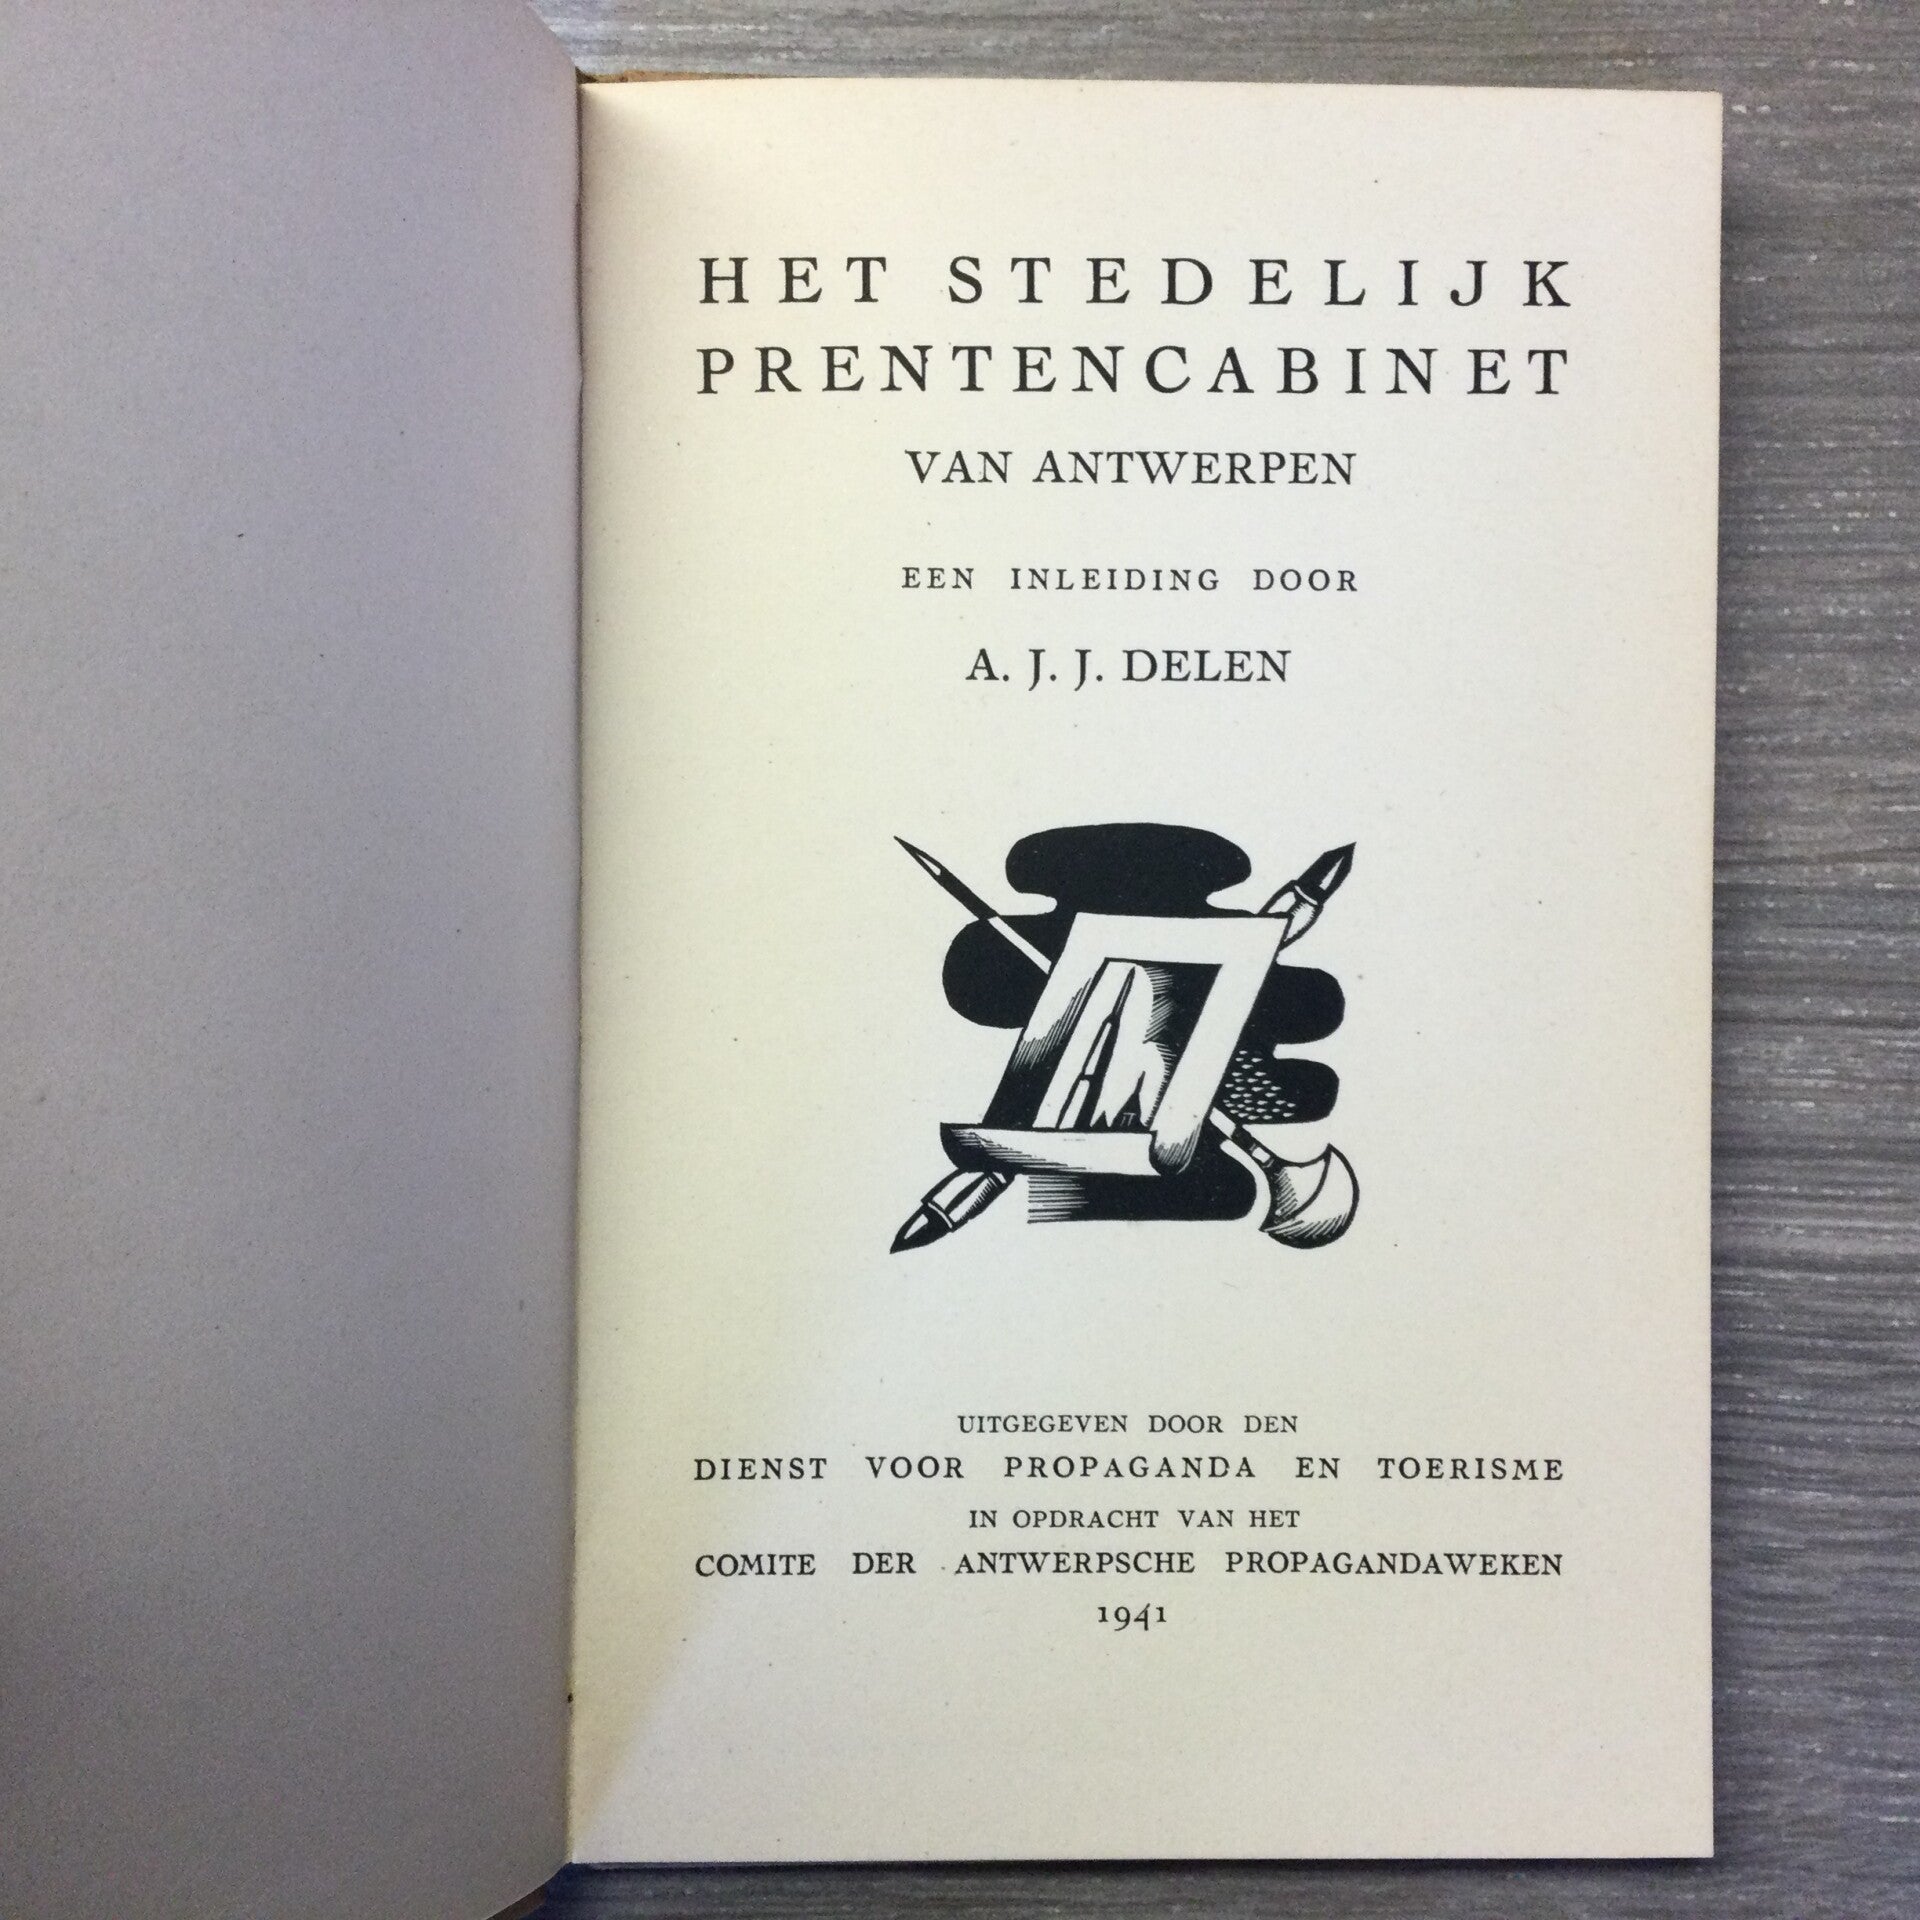 HET STEDELIJK
PRENTENCABINET
VAN ANTWERPEN
EEN INLEIDING DOOR
A. J. J. DELEN
UITGEGEVEN DOOR DEN
DIENST VOOR PROPAGANDA EN TOERISME
IN OPDRACHT VAN HET
COMITE DER ANTWERPSCHE PROPAGANDAWEKEN
1941